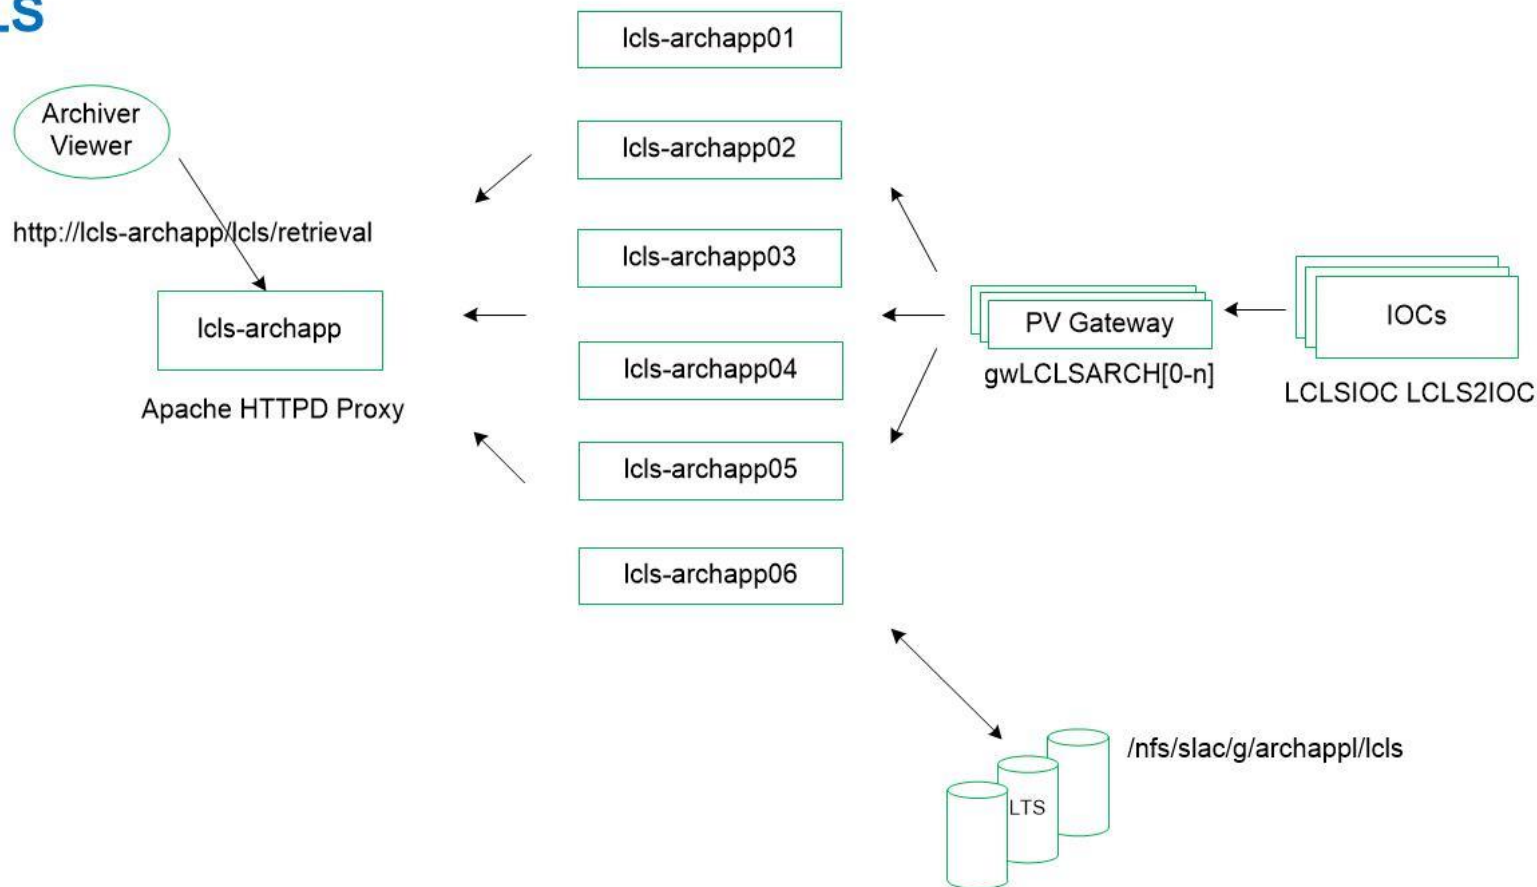 lcls-archapp01
Archiver
Viewer
lcls-archapp02
http://lcls-archapp/lcls/retrieval
lcls-archapp03
lcls-archapp
Apache HTTPD Proxy
lcls-archapp04
PV Gateway
gwLCLSARCH[0-n]
IOCs
LCLSIOC LCLS2IOC
lcls-archapp05
lcls-archapp06
/nfs/slac/g/archappl/lcls
LTS